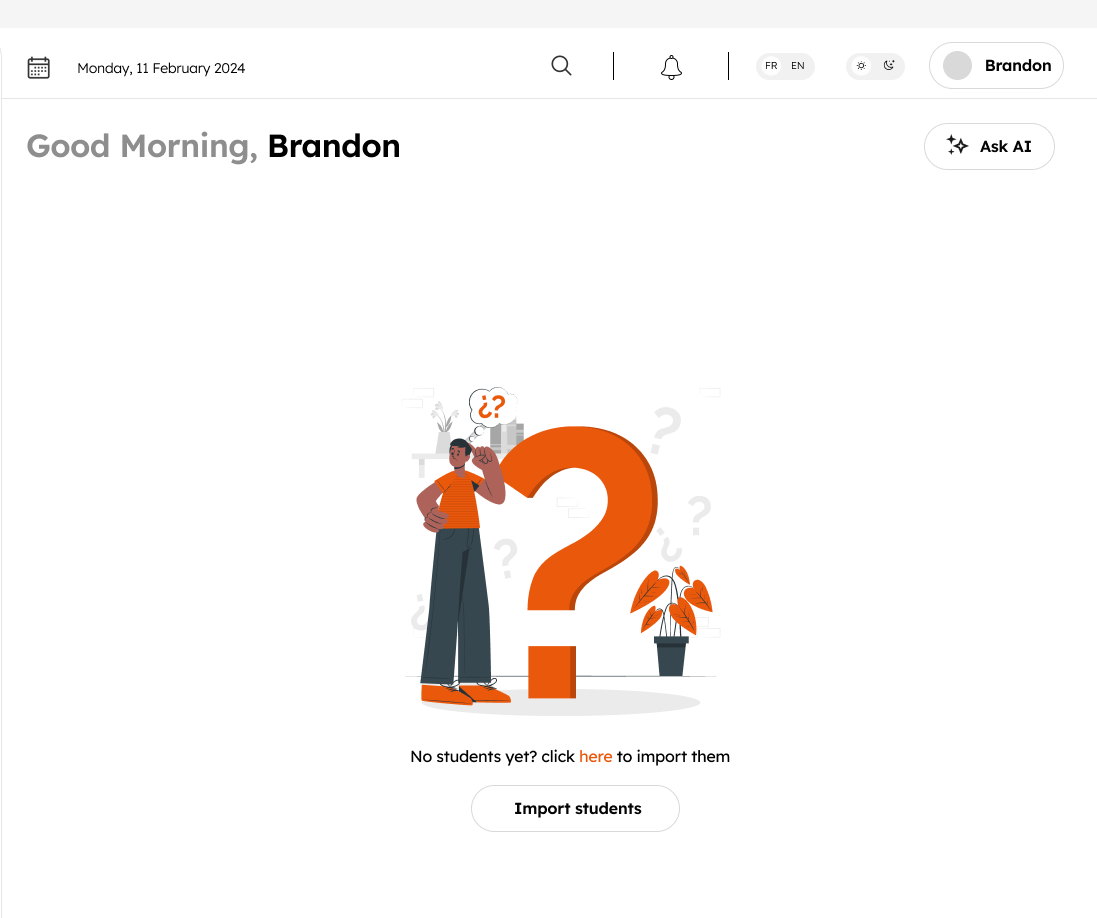 Monday, 11 February 2024
FR EN
Brandon
Good Morning, Brandon
Ask AI
¿?
?
?
?
¿
?
¿
No students yet? click here to import them
Import students